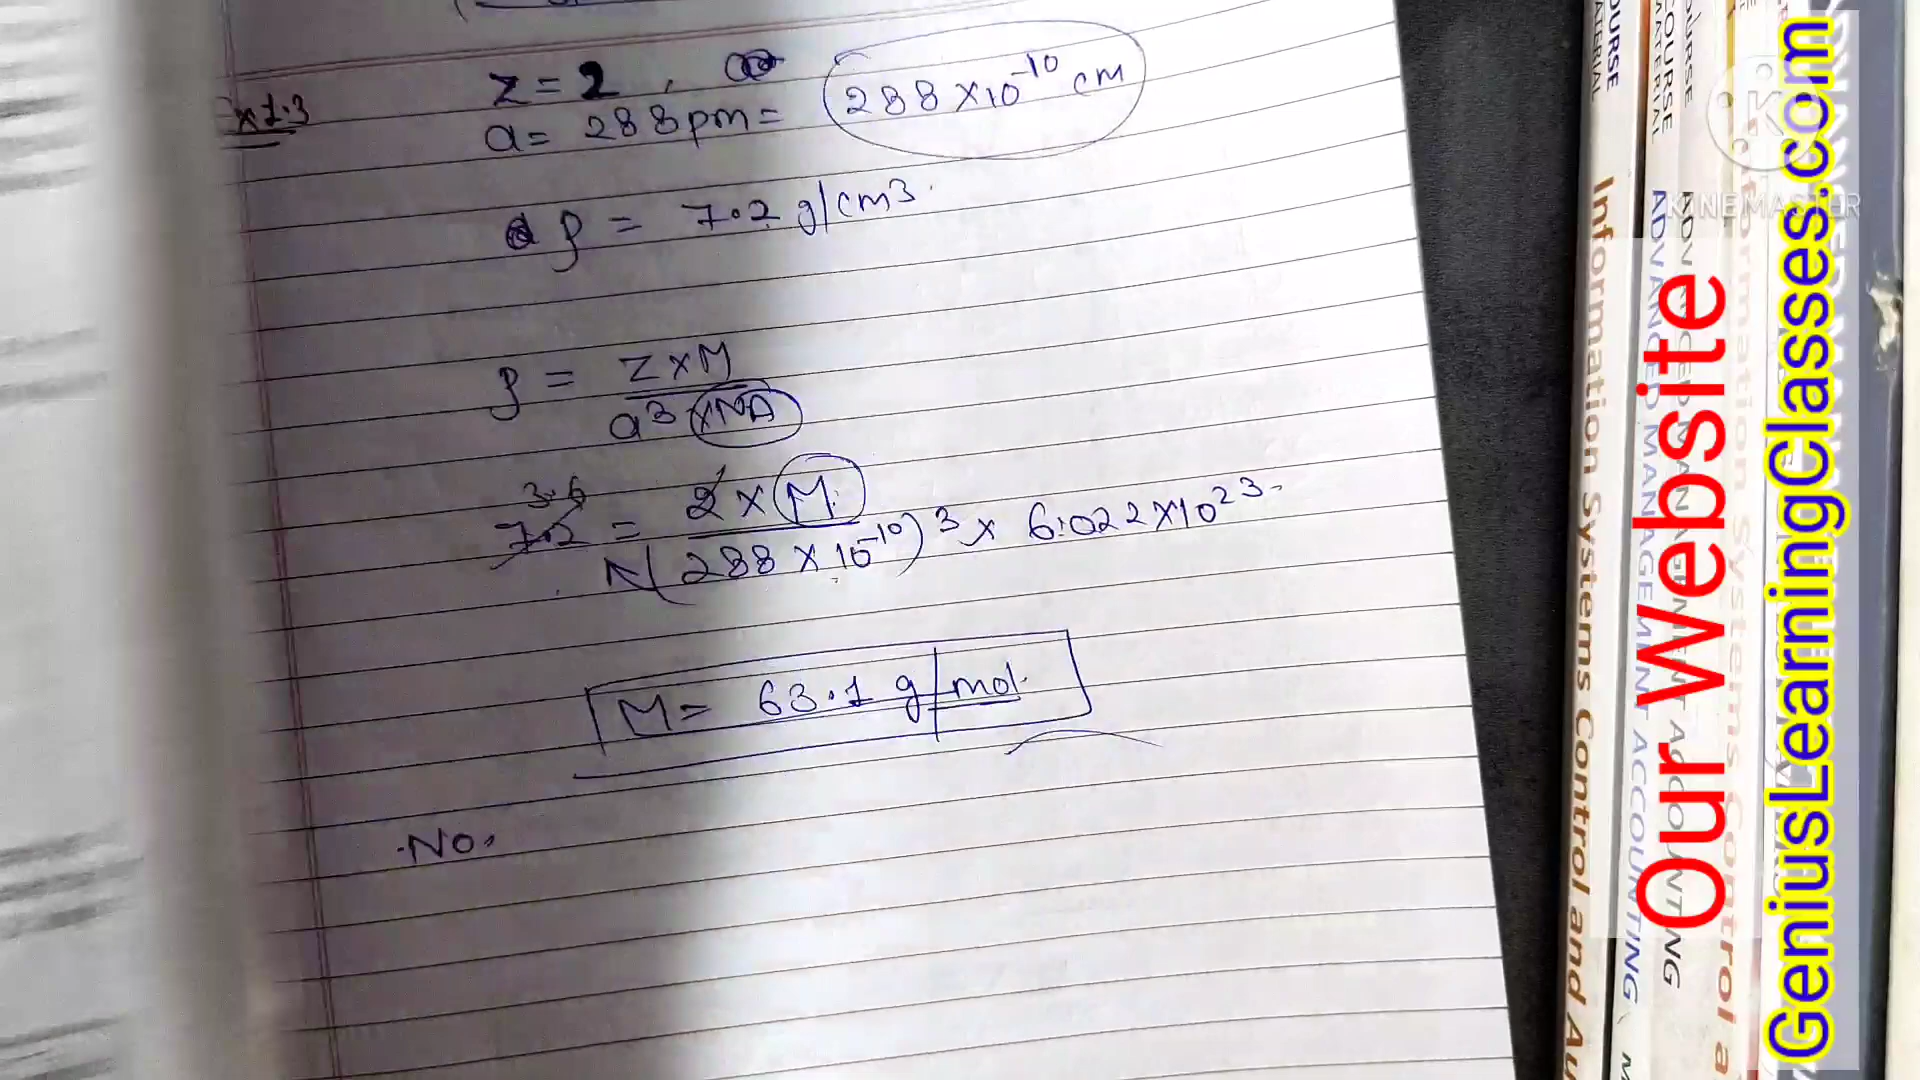 Ex 1.3
z = 2,
a = 288pm = 288 × 10⁻¹⁰ cm
ρ = 7.2 g/cm3.
ρ = z × M
a³ × NA
3.6
7.2 = 2 × M
(288 × 10⁻¹⁰)³ × 6.022 × 10²³
M = 63.1 g/mol.
No.
Our Website
GeniusLearningClasses.com
KINEMASTER
Information Systems Control and Au
ADVANCED MANAGEMENT ACCOUNTING
COURSE
MATERIAL